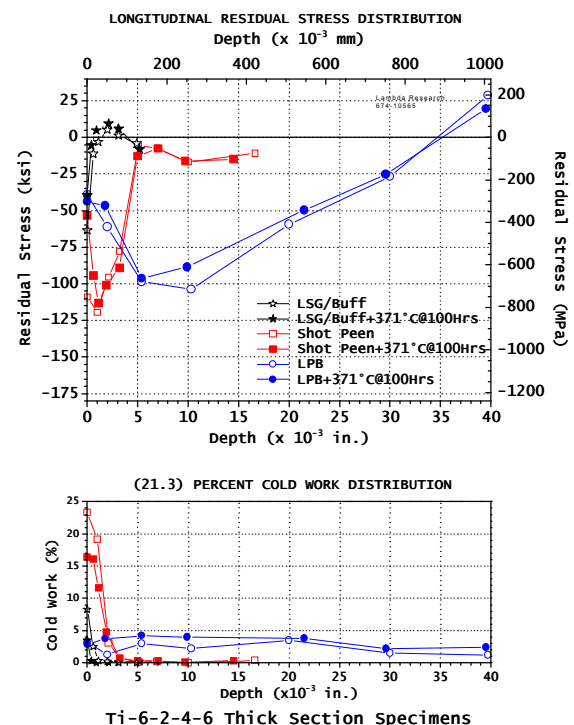 LONGITUDINAL RESIDUAL STRESS DISTRIBUTION
Depth (x 10⁻³ mm)
0 250 500 750 1000
Lambda Research
674-10565
25
0
−25
−50
−75
−100
−125
−150
−175
Residual Stress (ksi)
200
0
−200
−400
−600
−800
−1000
−1200
Residual Stress (MPa)
LSG/Buff
LSG/Buff+371°C@100Hrs
Shot Peen
Shot Peen+371°C@100Hrs
LPB
LPB+371°C@100Hrs
0 5 10 15 20 25 30 35 40
Depth (x 10⁻³ in.)
(21.3) PERCENT COLD WORK DISTRIBUTION
25
20
15
10
5
0
Cold Work (%)
0 5 10 15 20 25 30 35 40
Depth (x10⁻³ in.)
Ti-6-2-4-6 Thick Section Specimens